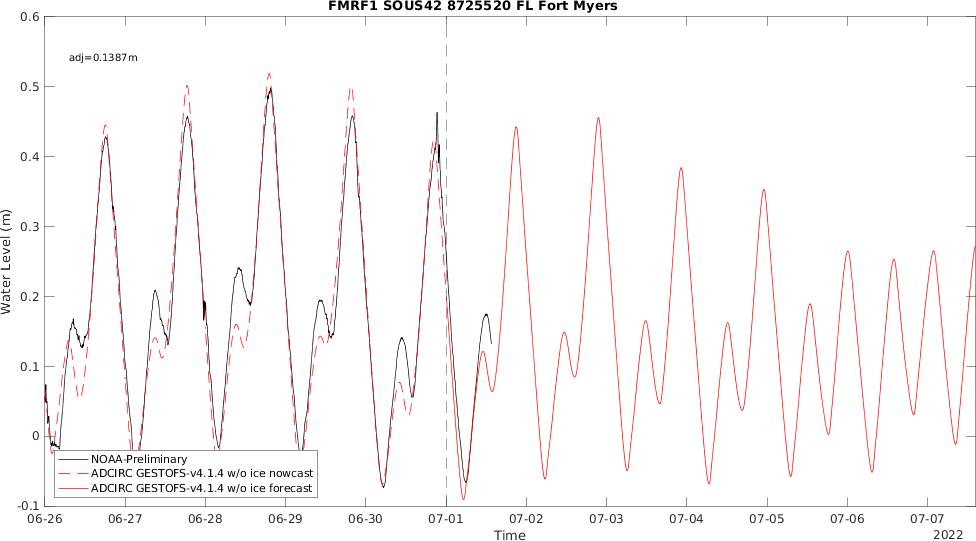 FMRF1 SOUS42 8725520 FL Fort Myers
0.6
adj=0.1387m
0.5
0.4
0.3
0.2
0.1
0
-0.1
Water Level (m)
NOAA-Preliminary
ADCIRC GESTOFS-v4.1.4 w/o ice nowcast
ADCIRC GESTOFS-v4.1.4 w/o ice forecast
06-26 06-27 06-28 06-29 06-30 07-01 07-02 07-03 07-04 07-05 07-06 07-07
Time
2022